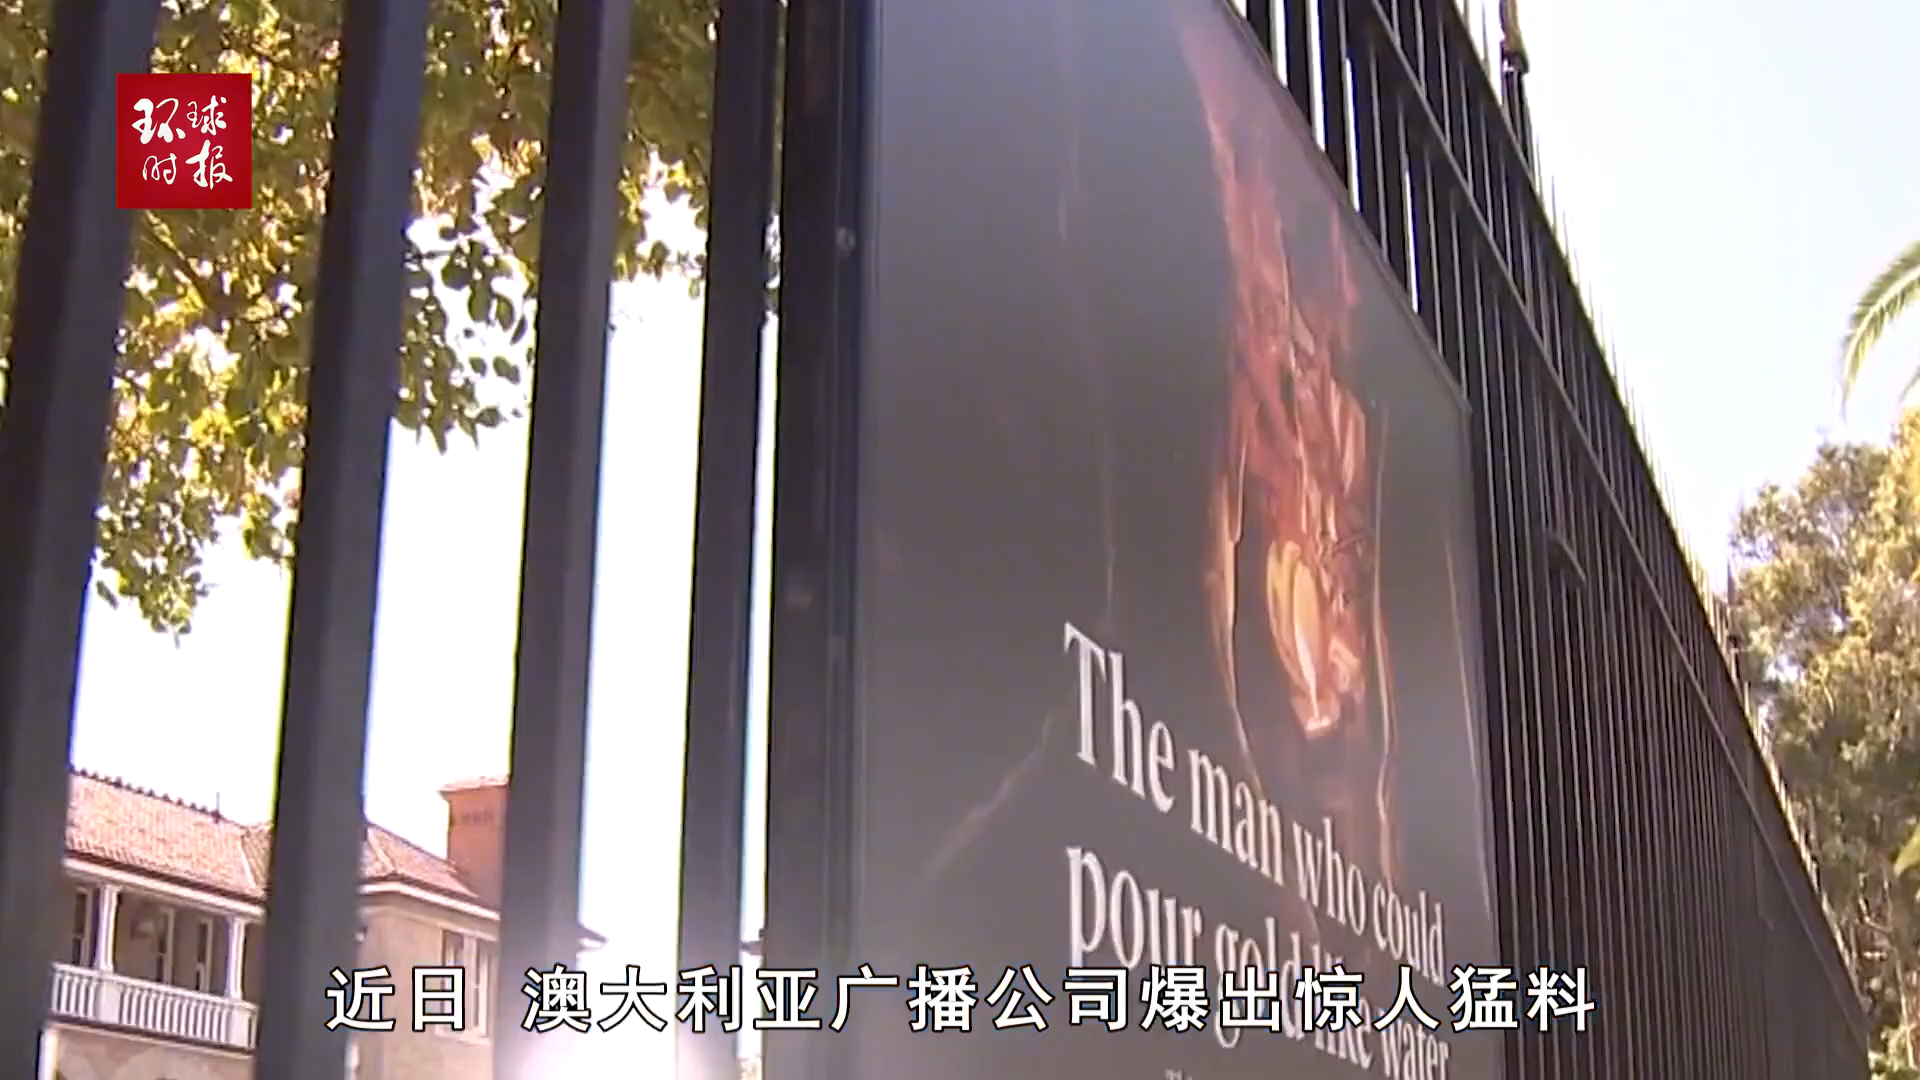 环球
时报
The man who could
pour gold like water
近日 澳大利亚广播公司爆出惊人猛料